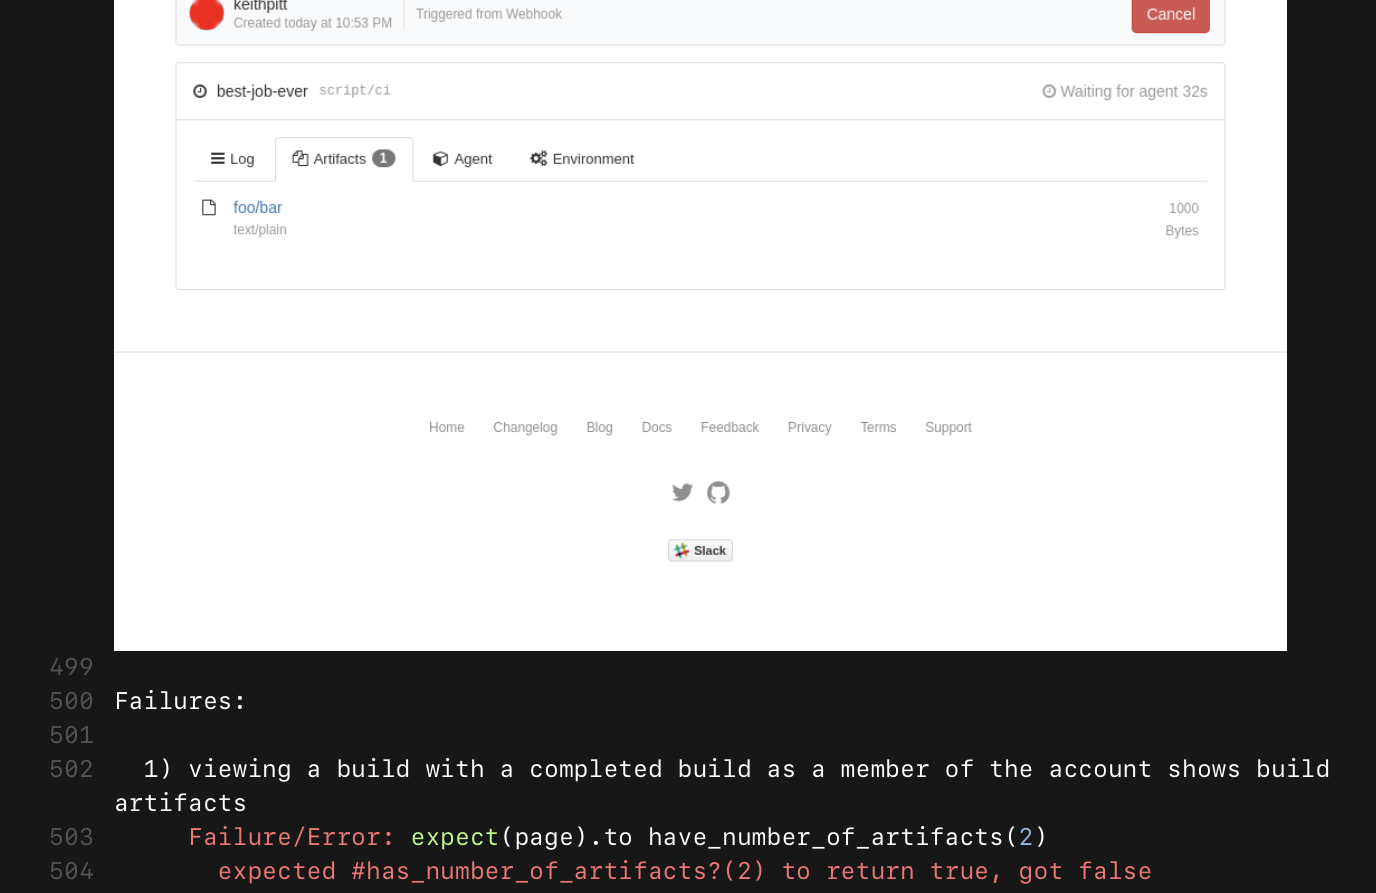 keithpitt
Created today at 10:53 PM
Triggered from Webhook
Cancel
best-job-ever script/ci
Waiting for agent 32s
Log
Artifacts 1
Agent
Environment
foo/bar
1000
text/plain
Bytes
Home Changelog Blog Docs Feedback Privacy Terms Support
Slack
499
500 Failures:
501
502 1) viewing a build with a completed build as a member of the account shows build
artifacts
503 Failure/Error: expect(page).to have_number_of_artifacts(2)
504 expected #has_number_of_artifacts?(2) to return true, got false